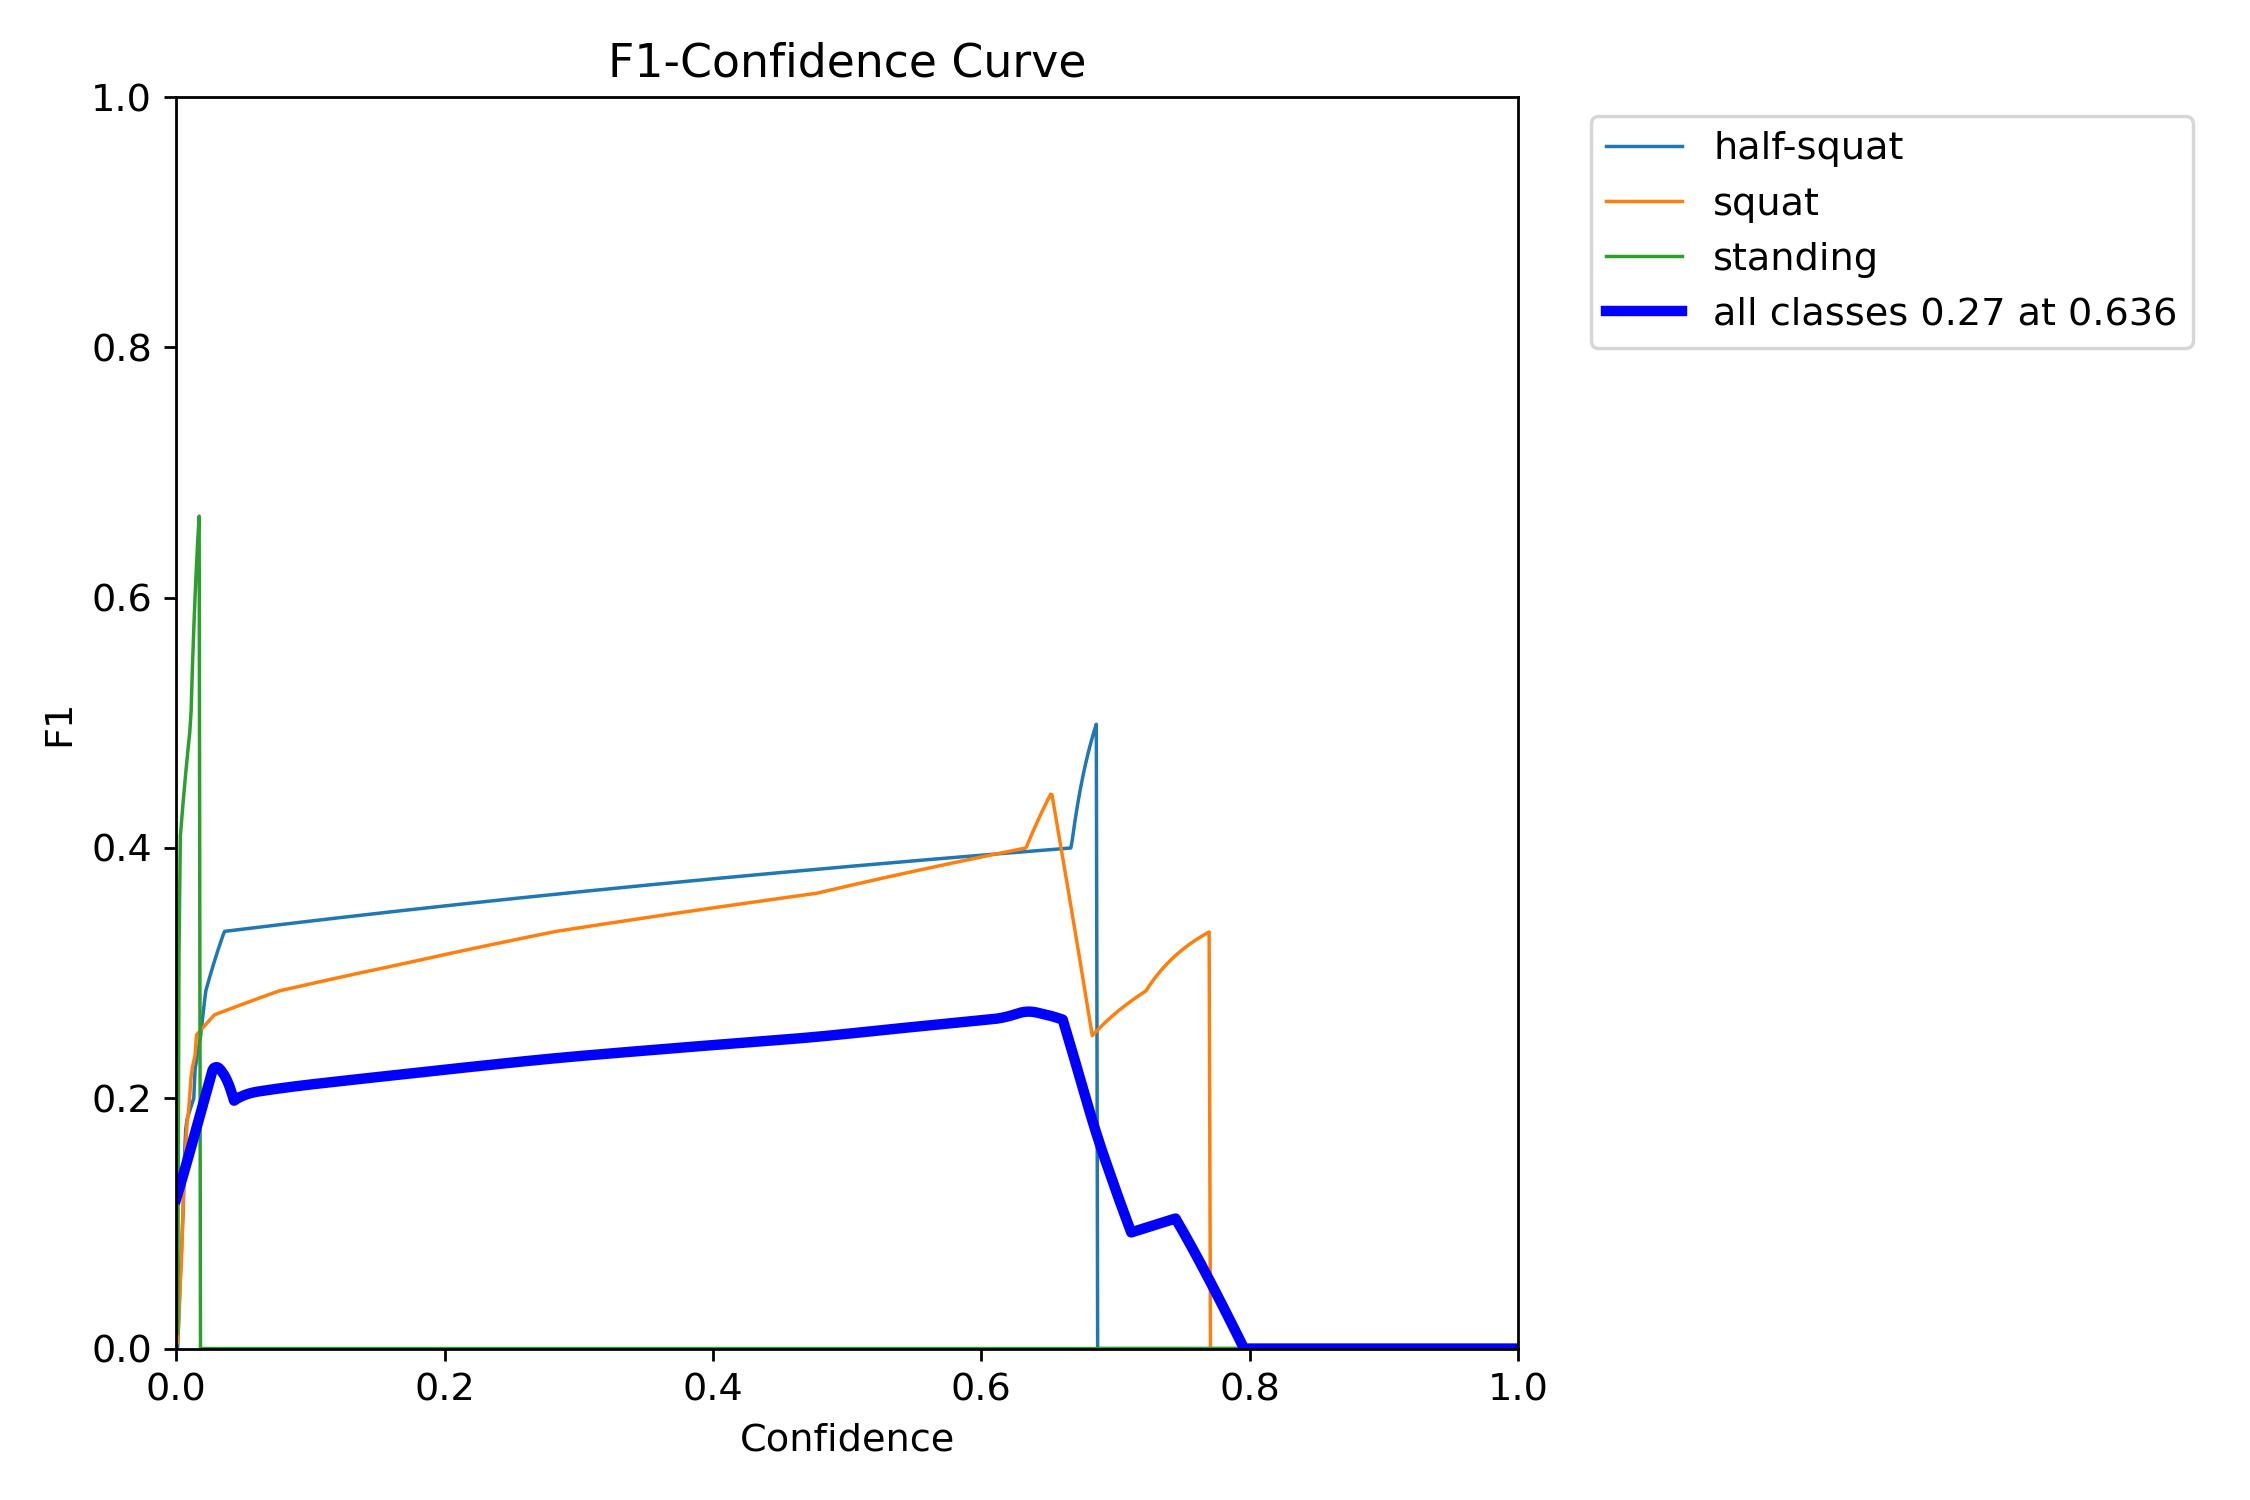 F1-Confidence Curve
1.0
0.8
0.6
0.4
0.2
0.0
F1
0.0 0.2 0.4 0.6 0.8 1.0
Confidence
half-squat
squat
standing
all classes 0.27 at 0.636